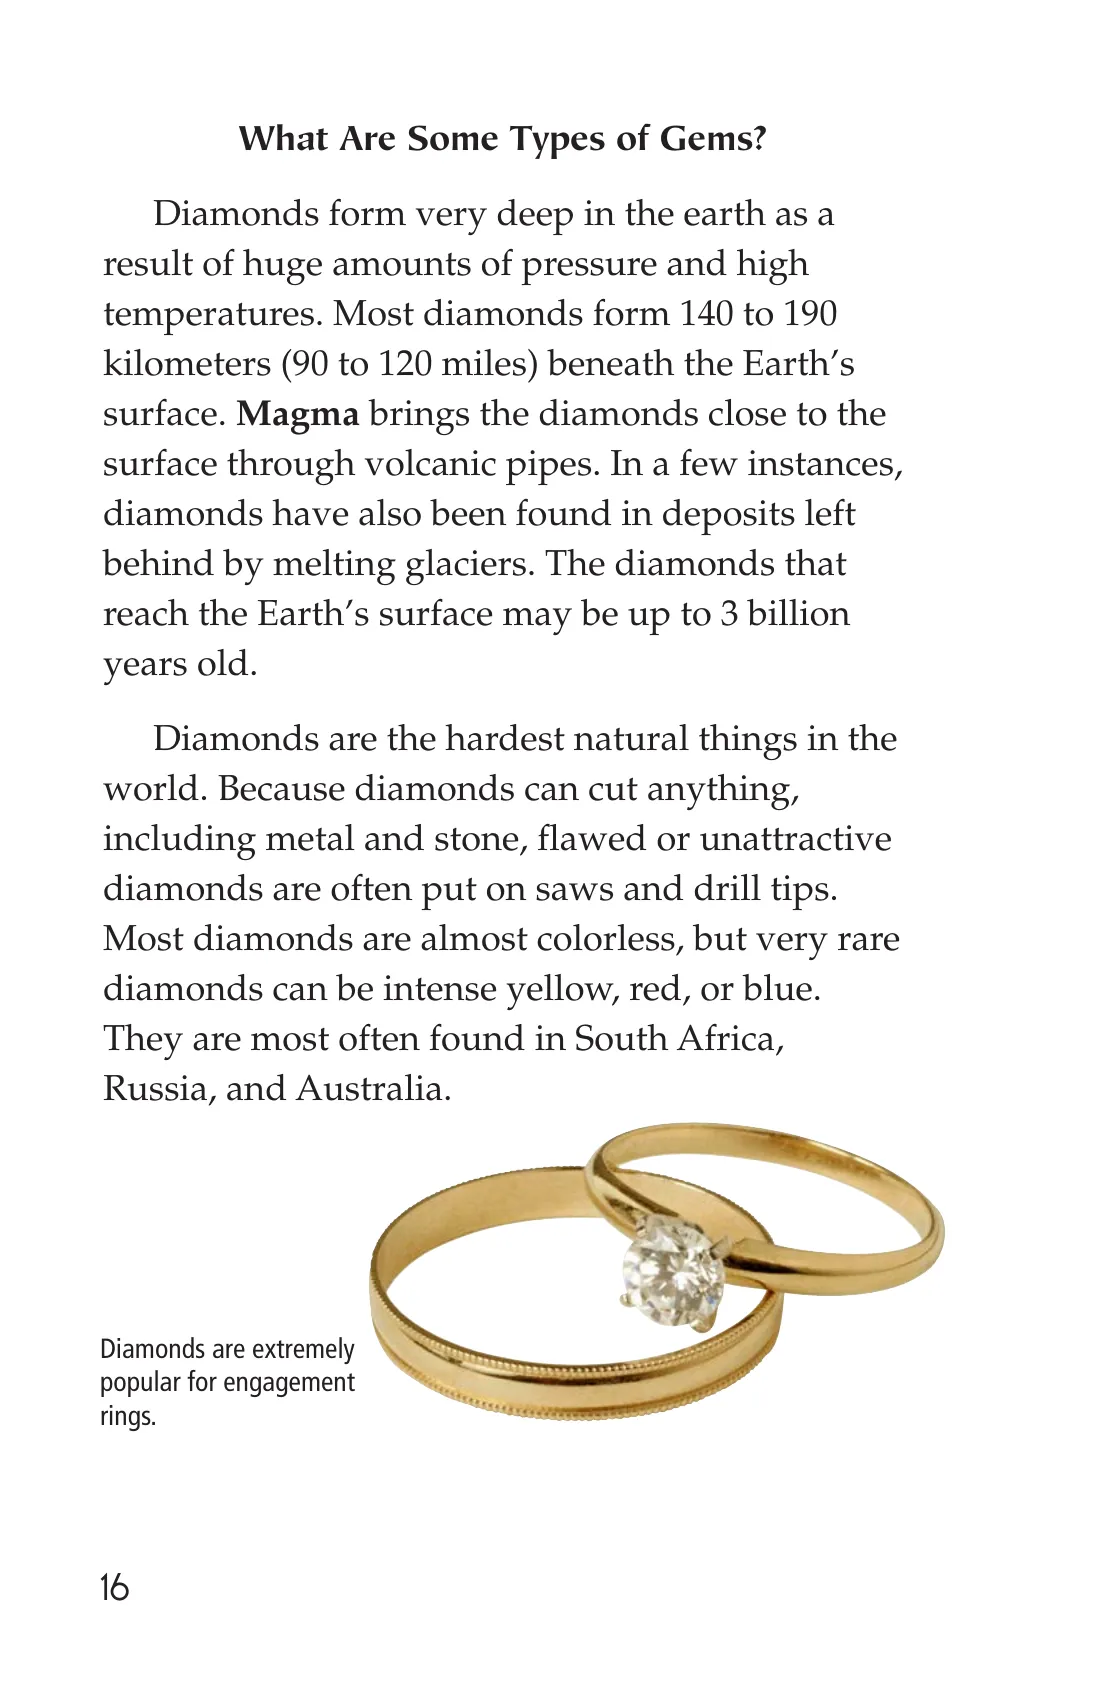 What Are Some Types of Gems?
Diamonds form very deep in the earth as a
result of huge amounts of pressure and high
temperatures. Most diamonds form 140 to 190
kilometers (90 to 120 miles) beneath the Earth’s
surface. Magma brings the diamonds close to the
surface through volcanic pipes. In a few instances,
diamonds have also been found in deposits left
behind by melting glaciers. The diamonds that
reach the Earth’s surface may be up to 3 billion
years old.
Diamonds are the hardest natural things in the
world. Because diamonds can cut anything,
including metal and stone, flawed or unattractive
diamonds are often put on saws and drill tips.
Most diamonds are almost colorless, but very rare
diamonds can be intense yellow, red, or blue.
They are most often found in South Africa,
Russia, and Australia.
Diamonds are extremely
popular for engagement
rings.
16